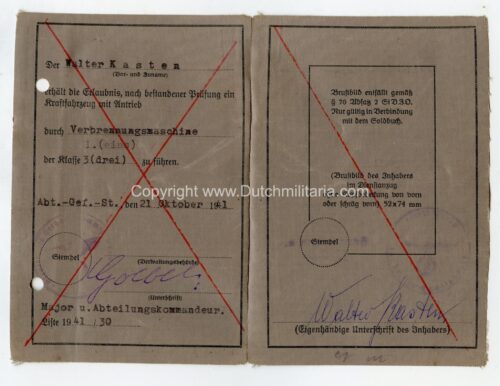 Der Walter Kasten
(Vor- und Zuname)
erhält die Erlaubnis, nach bestandener Prüfung ein
Kraftfahrzeug mit Antrieb
durch Verbrennungsmaschine
1.(eins)
der Klasse 3(drei) zu führen.
Abt.-Gef.-St., den 21 Oktober 1941
Stempel
(Verwaltungsbehörde)
(Unterschrift)
Major u. Abteilungskommandeur.
Liste 1941 / 30
Brustbild entfällt gemäß
§ 70 Absatz 2 StVZO.
Nur gültig in Verbindung
mit dem Soldbuch.
(Brustbild des Inhabers
im Dienstanzug
von vorn
oder schräg vorn) 52x74 mm
Copyright www.Dutchmilitaria.com
Stempel
Walter Kasten
(Eigenhändige Unterschrift des Inhabers)